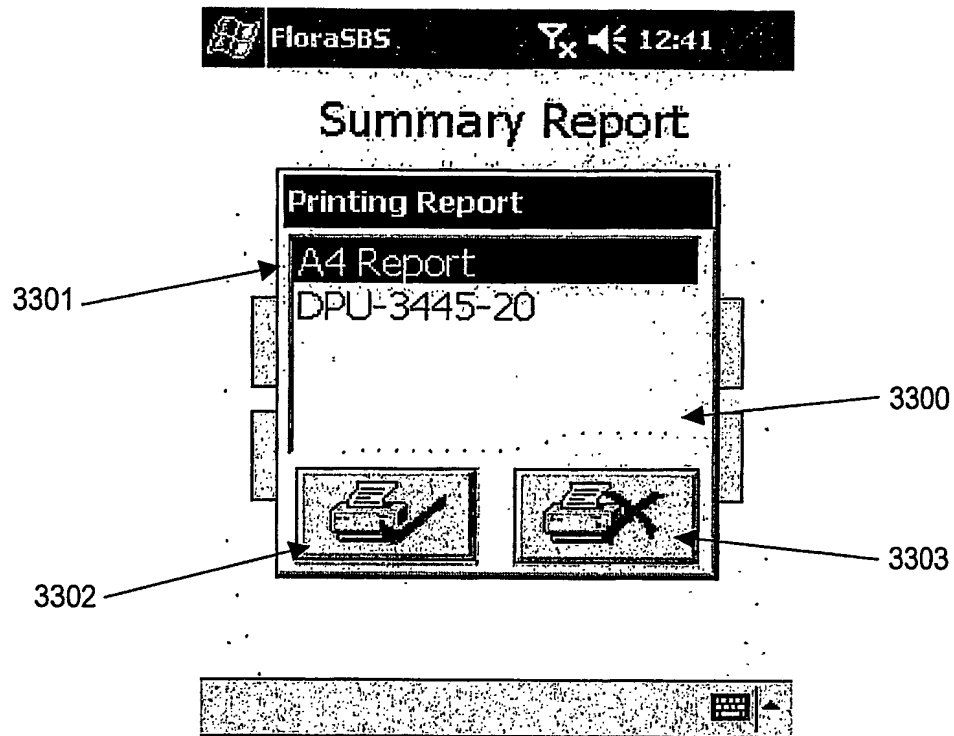 FloraSBS 12:41
Summary Report
Printing Report
A4 Report
DPU-3445-20
3301
3300
3302
3303